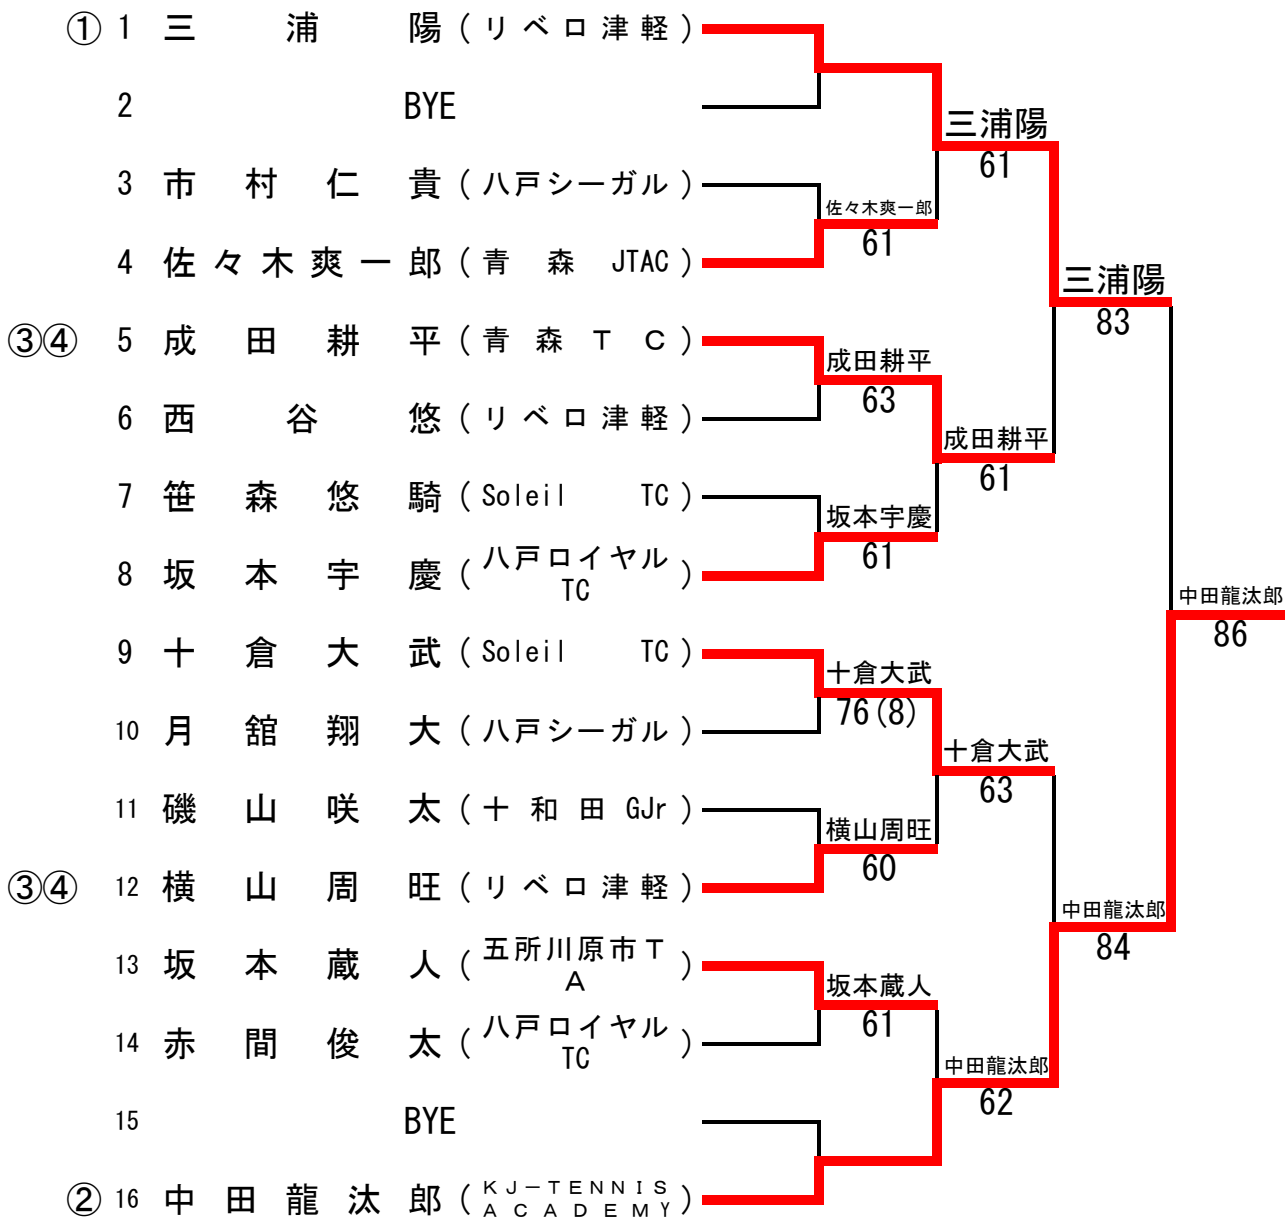 ① 1 三浦陽 (リベロ津軽)
2 BYE
三浦陽
61
3 市村仁貴 (八戸シーガル)
佐々木爽一郎
61
4 佐々木爽一郎 (青森 JTAC)
三浦陽
83
③④ 5 成田耕平 (青森TC)
成田耕平
63
6 西谷悠 (リベロ津軽)
成田耕平
61
7 笹森悠騎 (Soleil TC)
坂本宇慶
61
8 坂本宇慶 (八戸ロイヤル
TC)
中田龍汰郎
86
9 十倉大武 (Soleil TC)
十倉大武
76(8)
10 月舘翔大 (八戸シーガル)
十倉大武
63
11 磯山咲太 (十和田 GJr)
横山周旺
60
③④ 12 横山周旺 (リベロ津軽)
中田龍汰郎
84
13 坂本蔵人 (五所川原市T
A)
坂本蔵人
61
14 赤間俊太 (八戸ロイヤル
TC)
中田龍汰郎
62
15 BYE
② 16 中田龍汰郎 (KJ-TENNIS
ACADEMY)